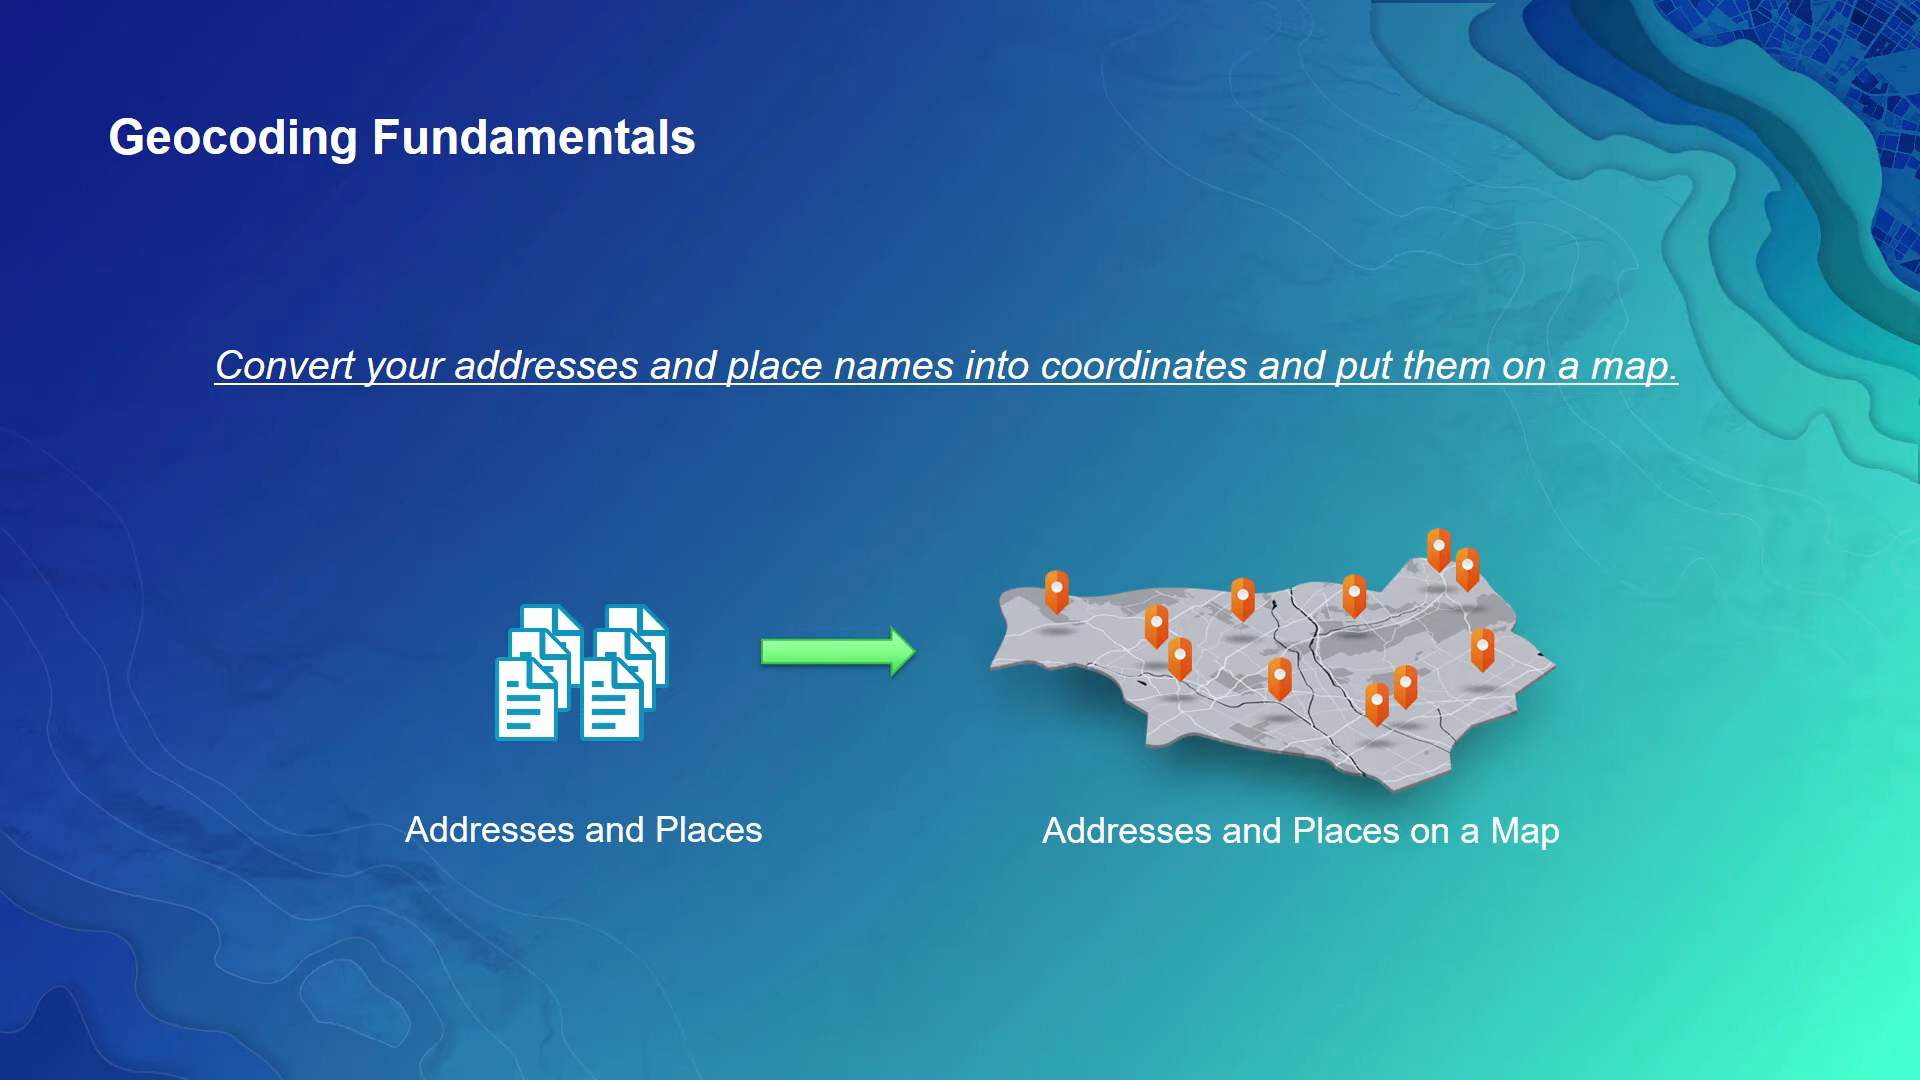 Geocoding Fundamentals
Convert your addresses and place names into coordinates and put them on a map.
Addresses and Places
Addresses and Places on a Map